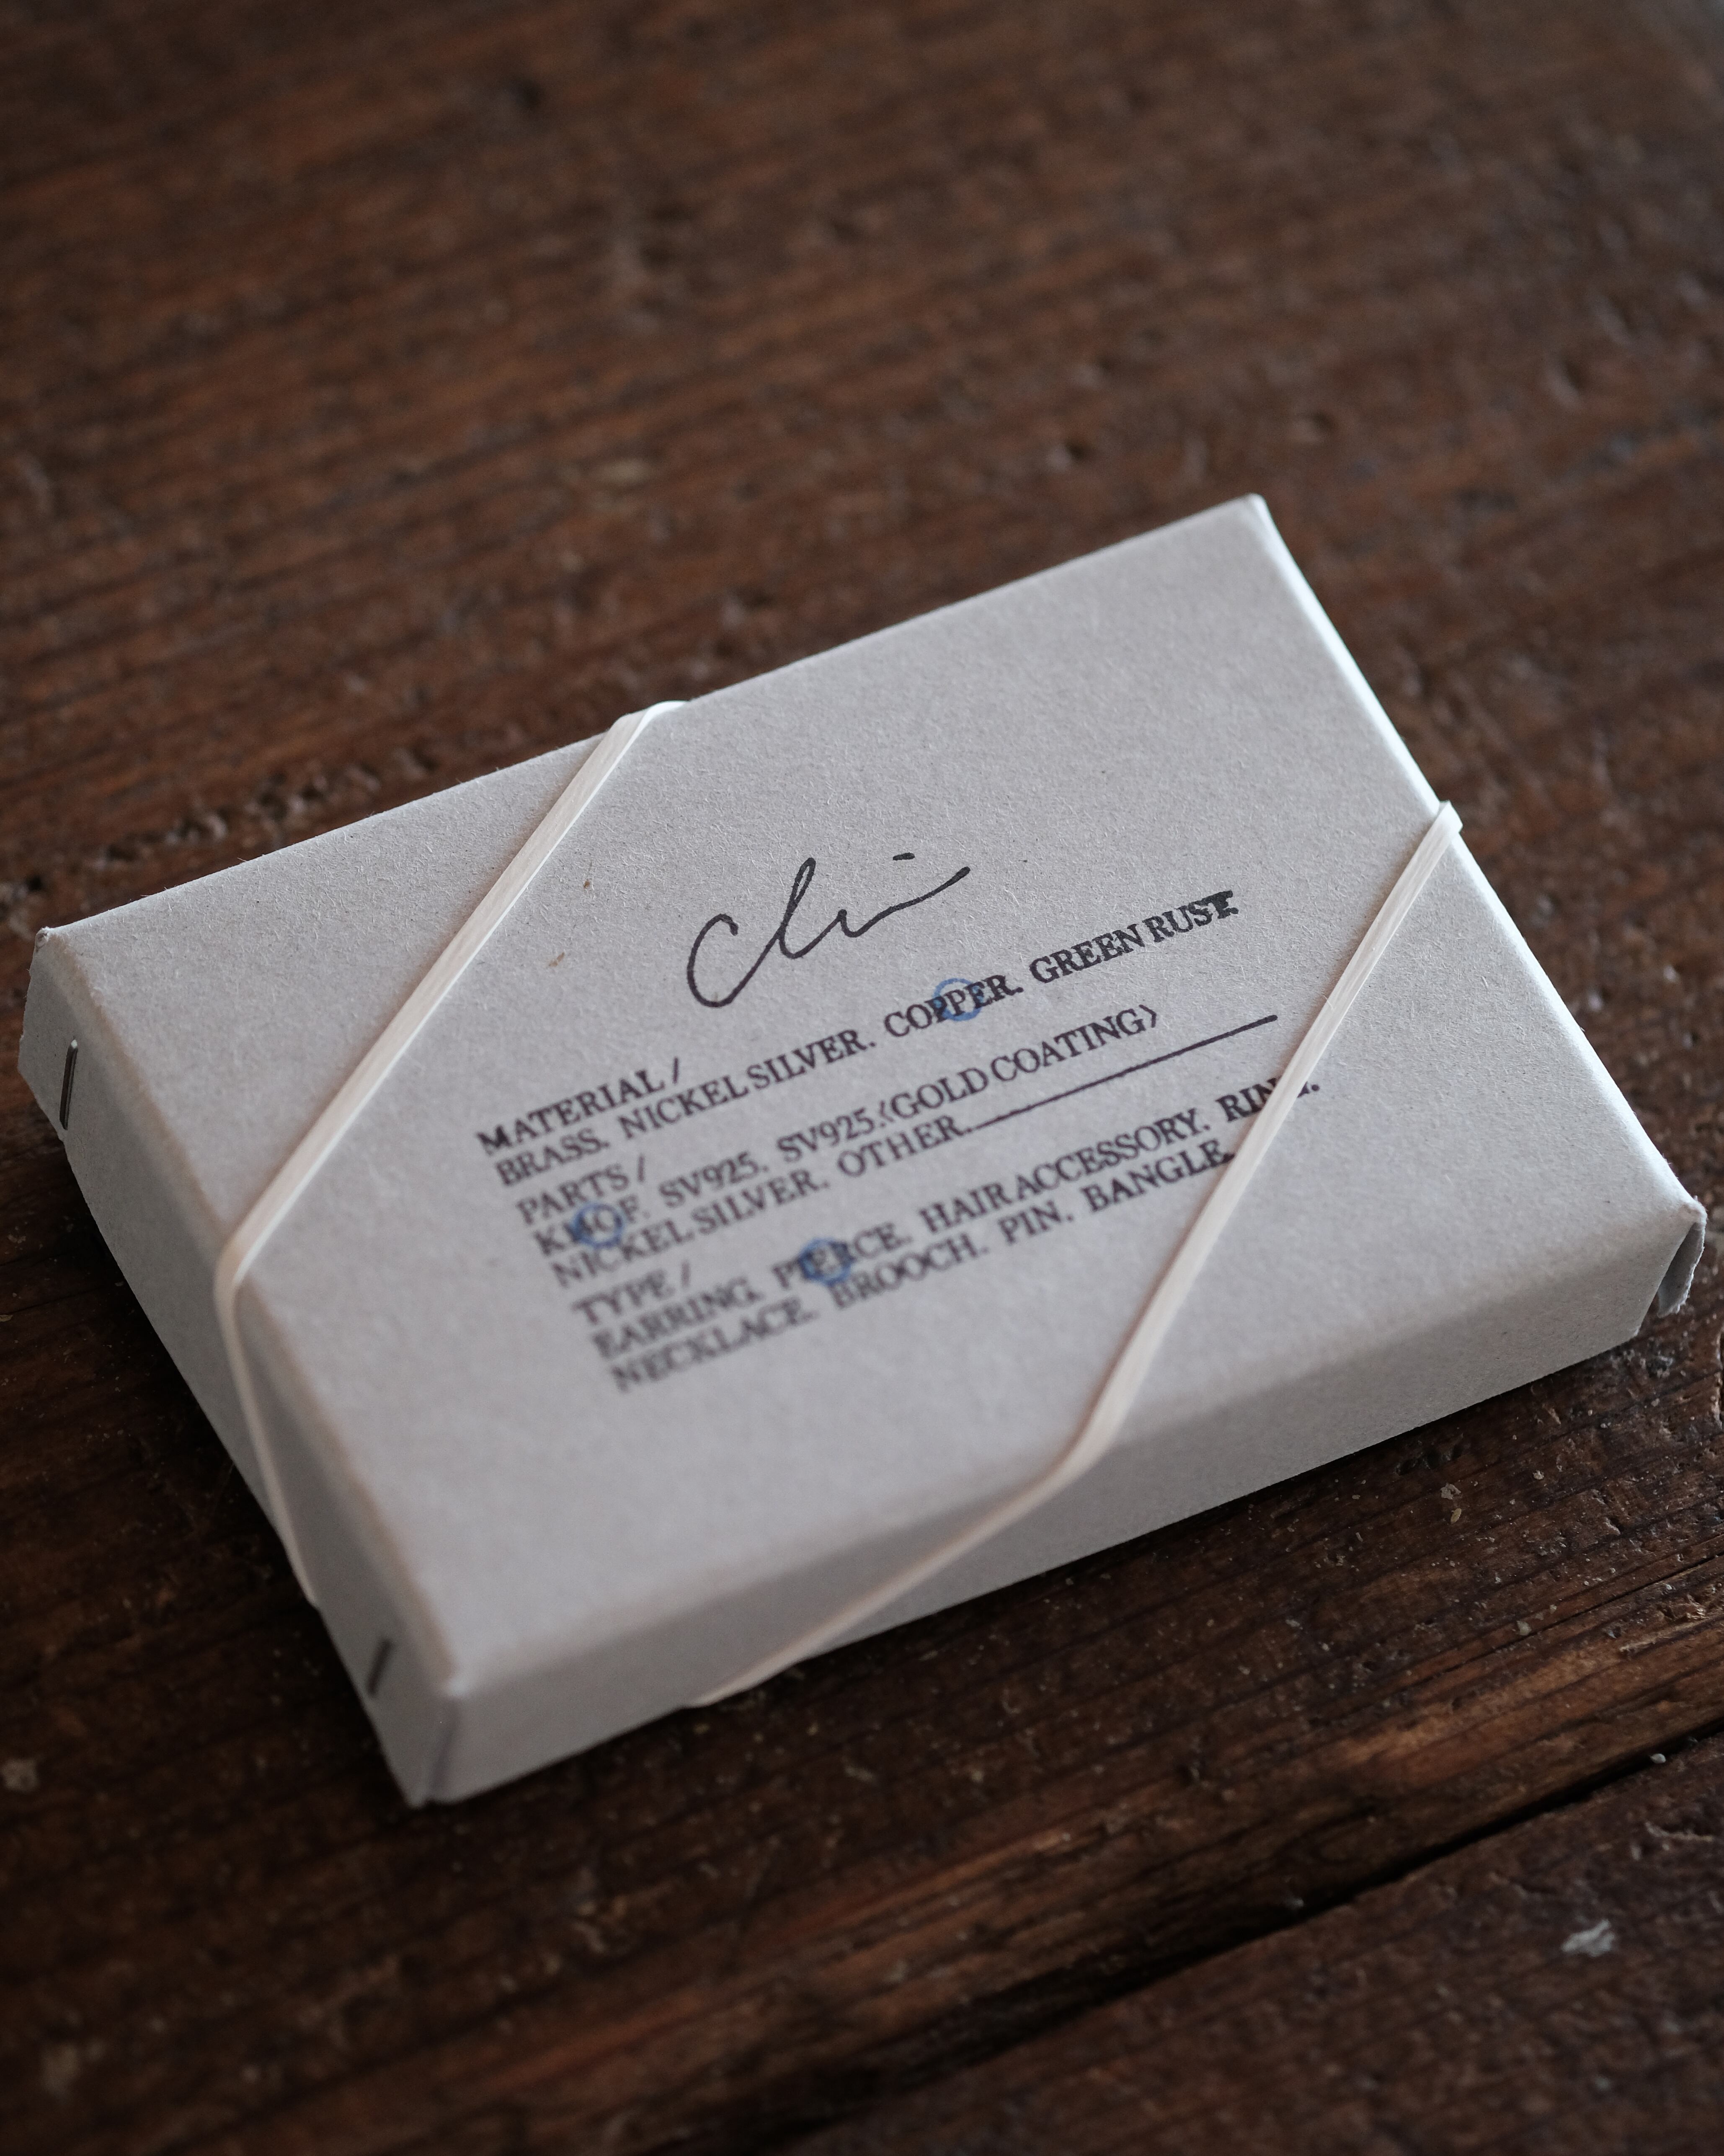 Chi
MATERIAL /
BRASS. NICKEL SILVER. COPPER. GREEN RUST.
PARTS /
K10F. SV925. SV925.〈GOLD COATING〉
NICKEL SILVER. OTHER.
TYPE /
EARRING. PIERCE. HAIR ACCESSORY. RING.
NECKLACE. BROOCH. PIN. BANGLE.